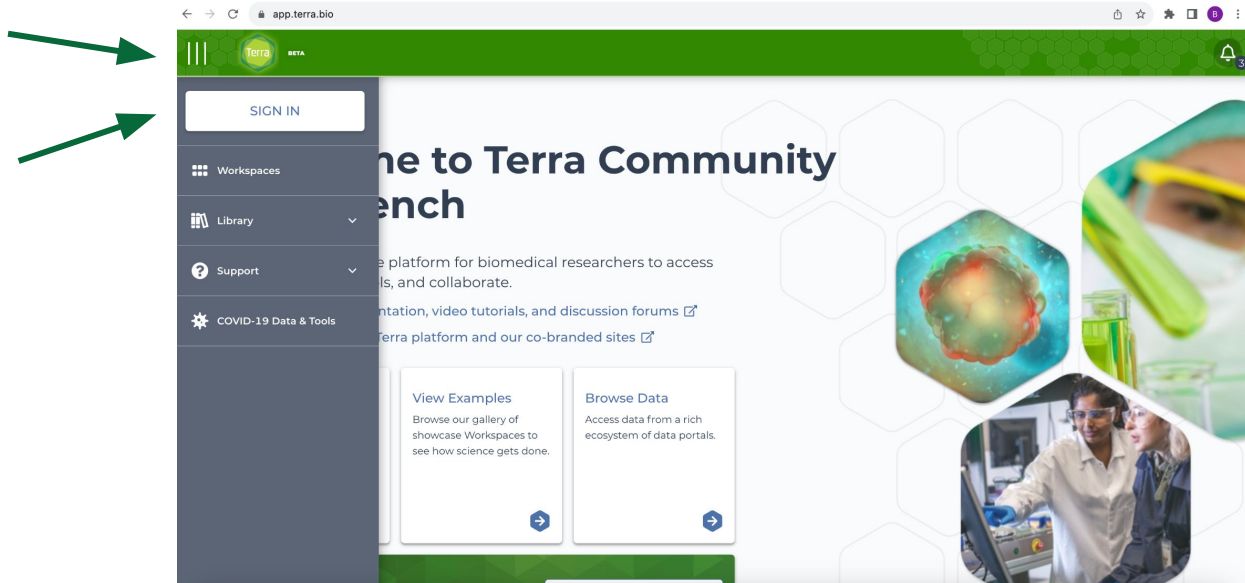 app.terra.bio
B
Terra
BETA
3
SIGN IN
Workspaces
Library
Support
COVID-19 Data & Tools
ne to Terra Community
ench
e platform for biomedical researchers to access
ls, and collaborate.
ntation, video tutorials, and discussion forums
Terra platform and our co-branded sites
View Examples
Browse our gallery of
showcase Workspaces to
see how science gets done.
Browse Data
Access data from a rich
ecosystem of data portals.